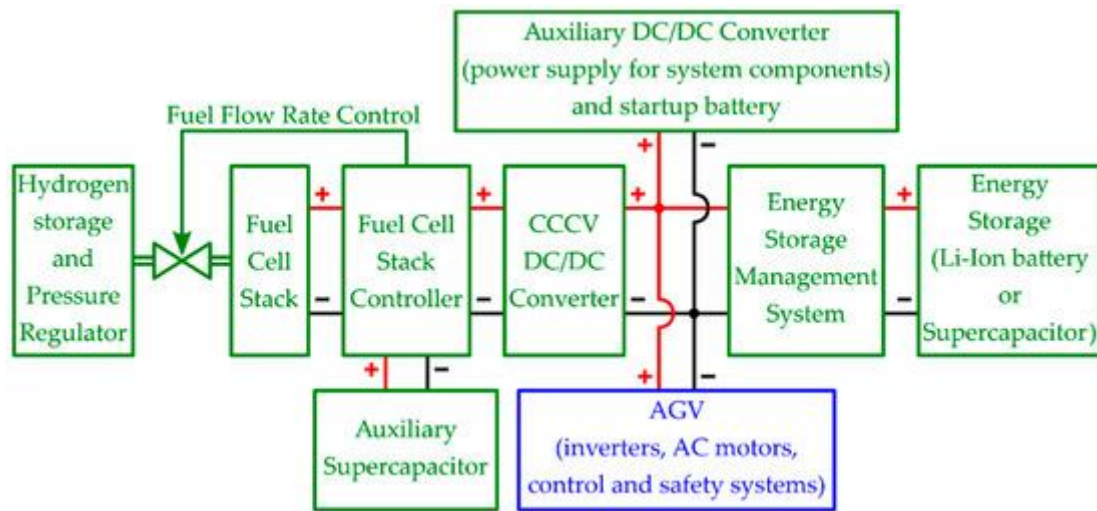 Auxiliary DC/DC Converter
(power supply for system components)
and startup battery
Fuel Flow Rate Control
+
−
Hydrogen
storage
and
Pressure
Regulator
Fuel
Cell
Stack
+
−
Fuel Cell
Stack
Controller
+
−
CCCV
DC/DC
Converter
+
−
Energy
Storage
Management
System
+
−
Energy
Storage
(Li-Ion battery
or
Supercapacitor)
+
−
Auxiliary
Supercapacitor
+
−
AGV
(inverters, AC motors,
control and safety systems)